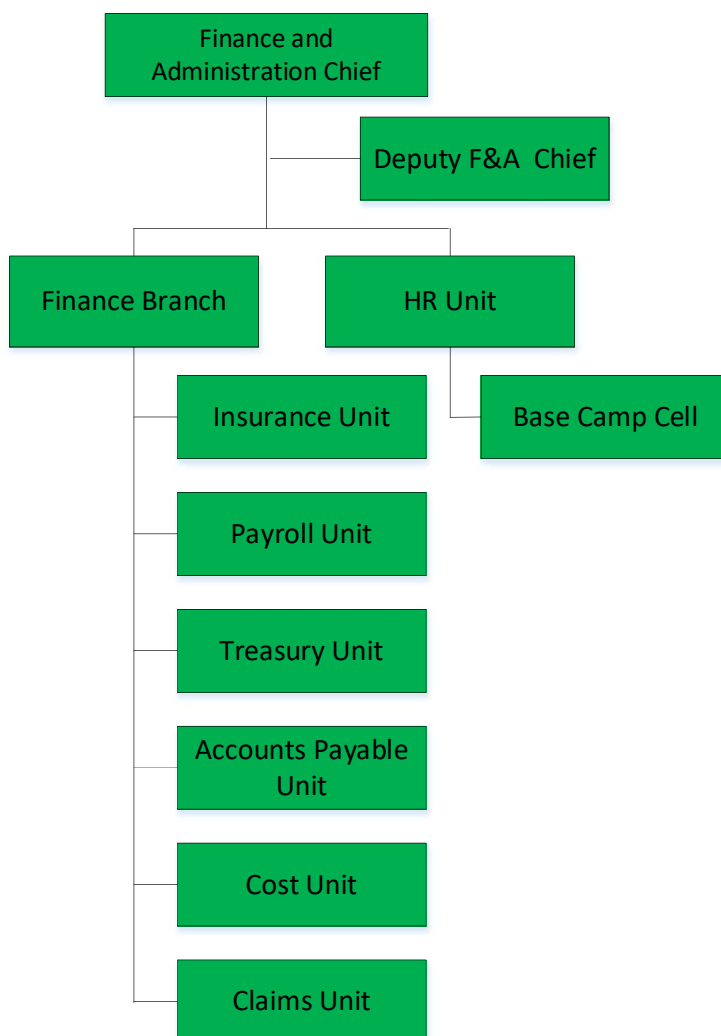 Finance and
Administration Chief
Deputy F&A  Chief
Finance Branch
HR Unit
Insurance Unit
Base Camp Cell
Payroll Unit
Treasury Unit
Accounts Payable
Unit
Cost Unit
Claims Unit